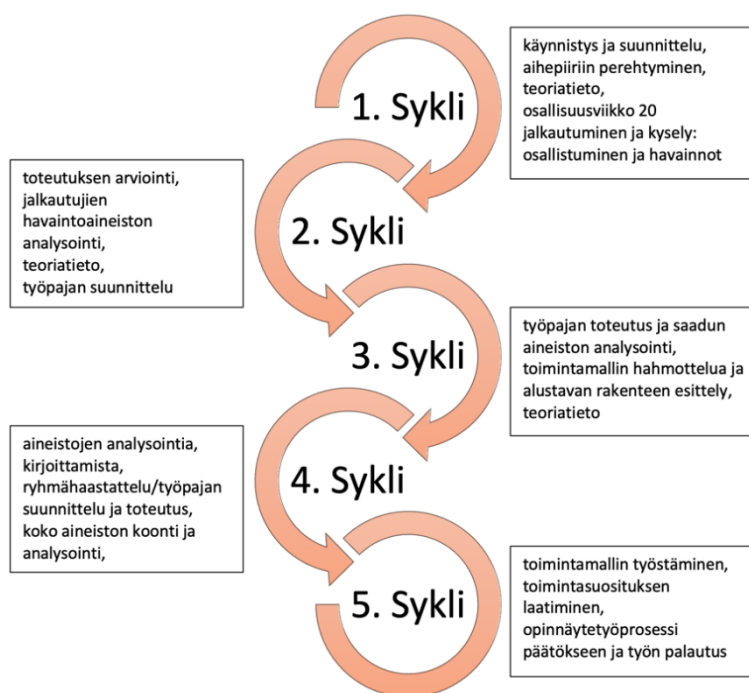 1. Sykli
käynnistys ja suunnittelu,
aihepiiriin perehtyminen,
teoriatieto,
osallisuusviikko 20
jalkautuminen ja kysely:
osallistuminen ja havainnot
2. Sykli
toteutuksen arviointi,
jalkautujien
havaintoaineiston
analysointi,
teoriatieto,
työpajan suunnittelu
3. Sykli
työpajan toteutus ja saadun
aineiston analysointi,
toimintamallin hahmottelua ja
alustavan rakenteen esittely,
teoriatieto
4. Sykli
aineistojen analysointia,
kirjoittamista,
ryhmähaastattelu/työpajan
suunnittelu ja toteutus,
koko aineiston koonti ja
analysointi,
5. Sykli
toimintamallin työstäminen,
toimintasuosituksen
laatiminen,
opinnäytetyöprosessi
päätökseen ja työn palautus